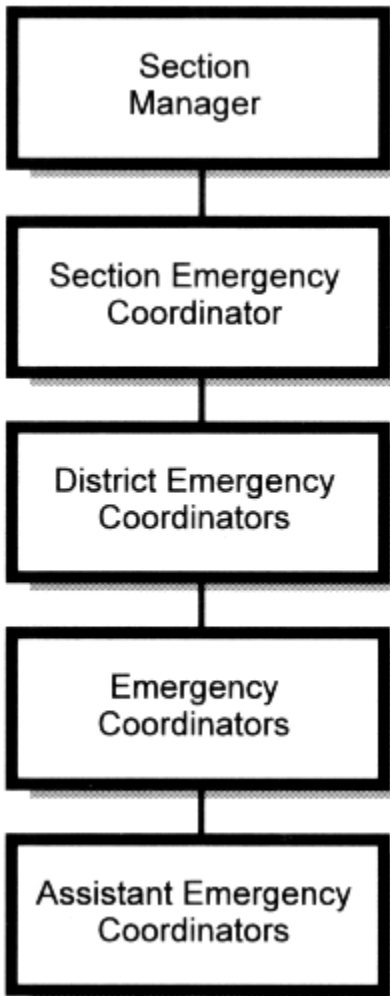 Section
Manager
Section Emergency
Coordinator
District Emergency
Coordinators
Emergency
Coordinators
Assistant Emergency
Coordinators